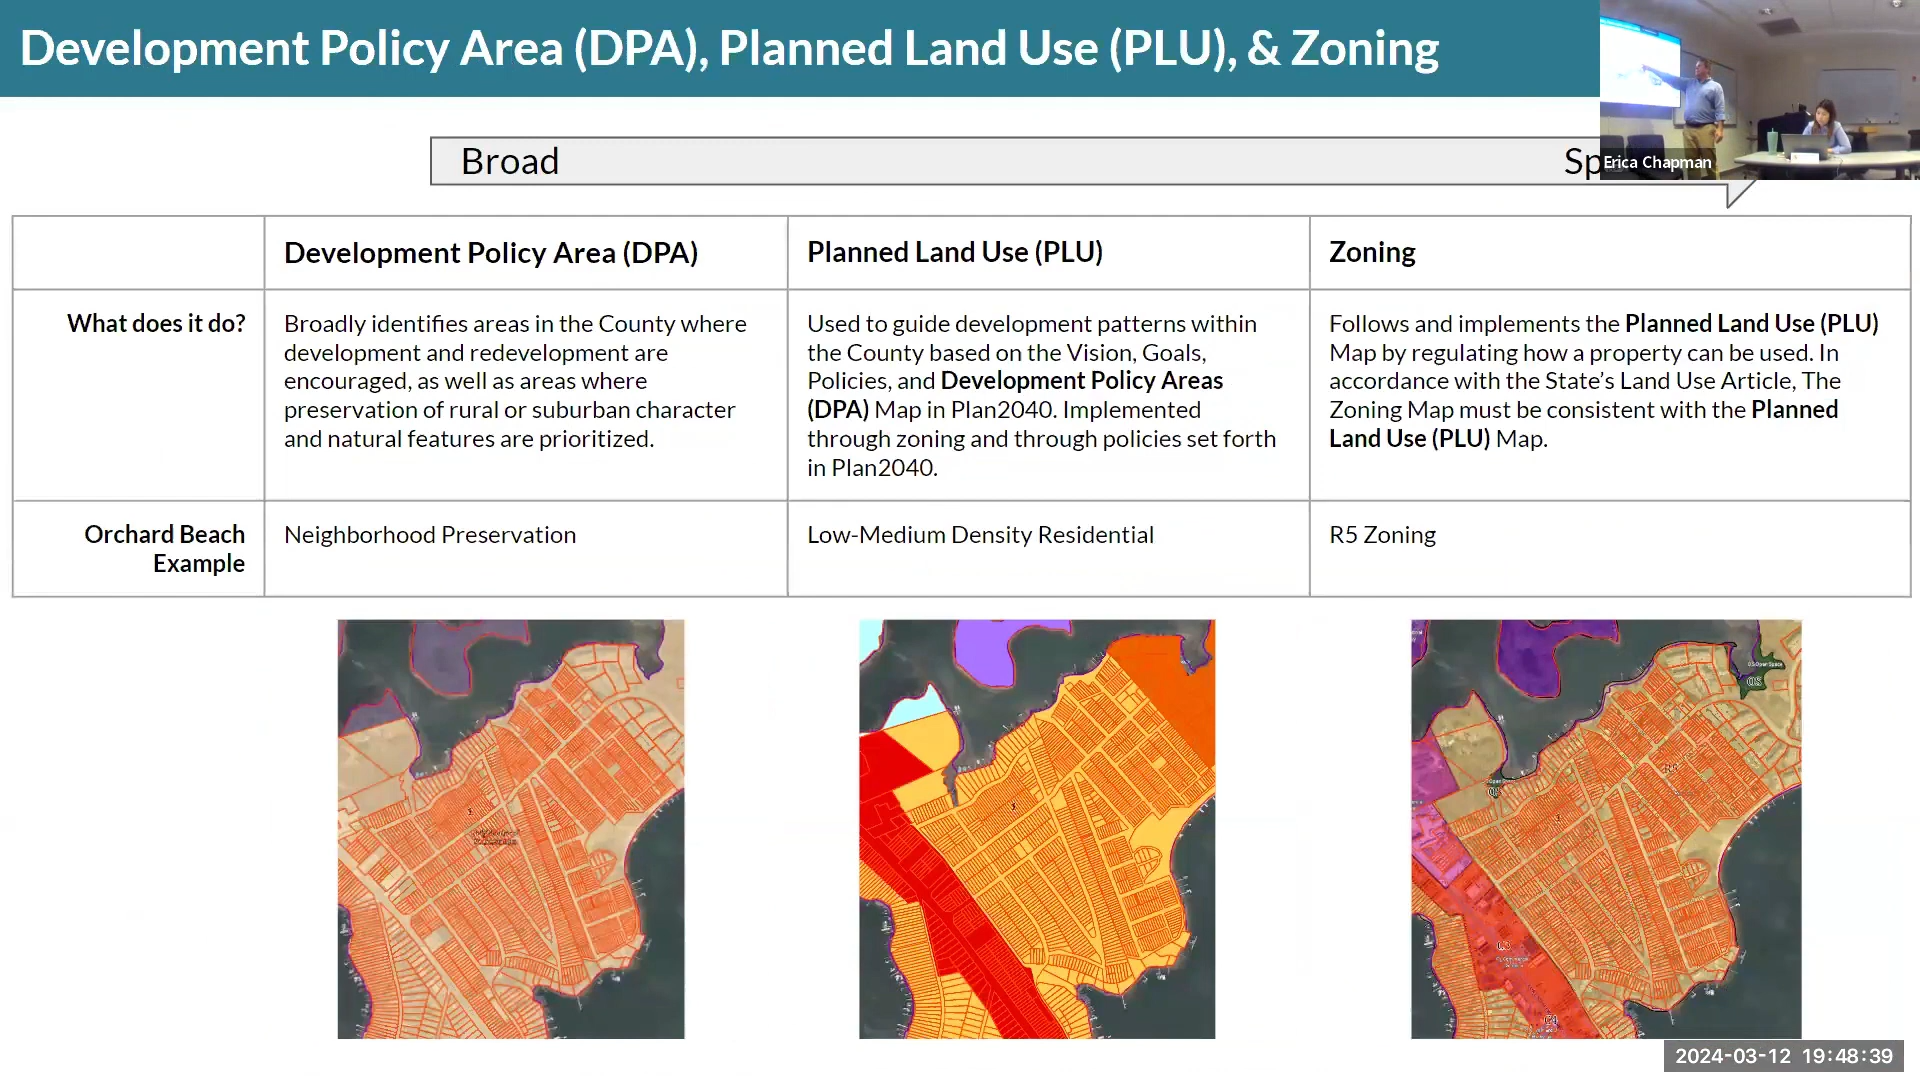 Development Policy Area (DPA), Planned Land Use (PLU), & Zoning
Erica Chapman
Broad
Sp
Development Policy Area (DPA)
Planned Land Use (PLU)
Zoning
What does it do?
Broadly identifies areas in the County where
development and redevelopment are
encouraged, as well as areas where
preservation of rural or suburban character
and natural features are prioritized.
Used to guide development patterns within
the County based on the Vision, Goals,
Policies, and Development Policy Areas
(DPA) Map in Plan2040. Implemented
through zoning and through policies set forth
in Plan2040.
Follows and implements the Planned Land Use (PLU)
Map by regulating how a property can be used. In
accordance with the State's Land Use Article, The
Zoning Map must be consistent with the Planned
Land Use (PLU) Map.
Orchard Beach
Example
Neighborhood Preservation
Low-Medium Density Residential
R5 Zoning
OS Open Space
OS
R5
C3
C4
2024-03-12 19:48:39